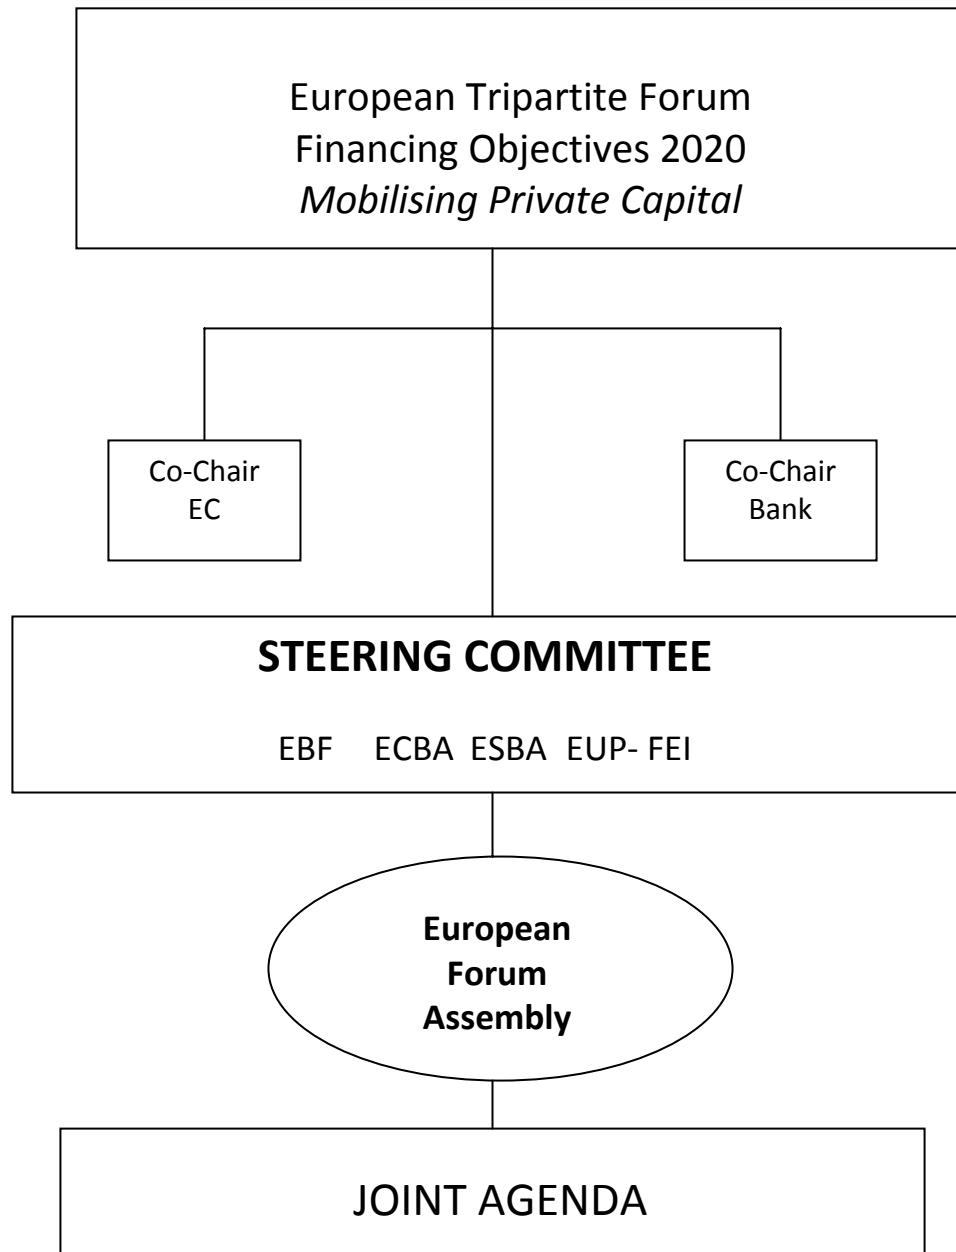 European Tripartite Forum
Financing Objectives 2020
Mobilising Private Capital
Co-Chair
EC
Co-Chair
Bank
STEERING COMMITTEE
EBF ECBA ESBA EUP- FEI
European
Forum
Assembly
JOINT AGENDA